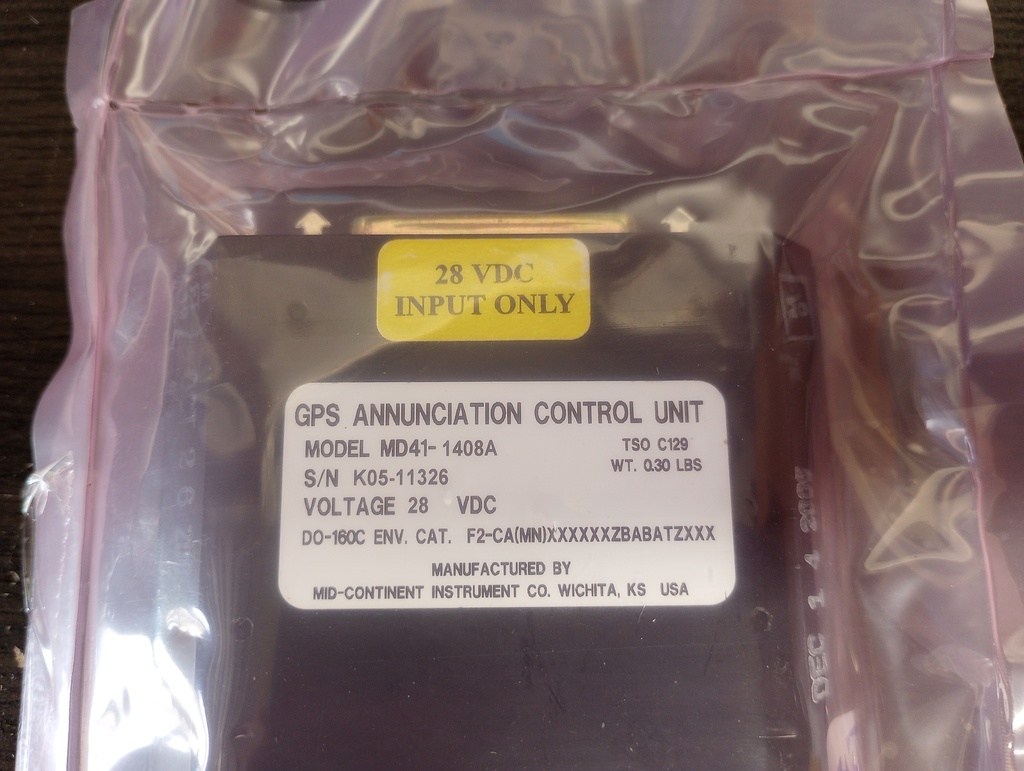 28 VDC
INPUT ONLY
GPS ANNUNCIATION CONTROL UNIT
MODEL MD41-1408A
TSO C129
WT. 0.30 LBS
S/N K05-11326
VOLTAGE 28 VDC
DO-160C ENV. CAT. F2-CA(MN)XXXXXXZBABATZXXX
MANUFACTURED BY
MID-CONTINENT INSTRUMENT CO. WICHITA, KS USA
DEC 1 4